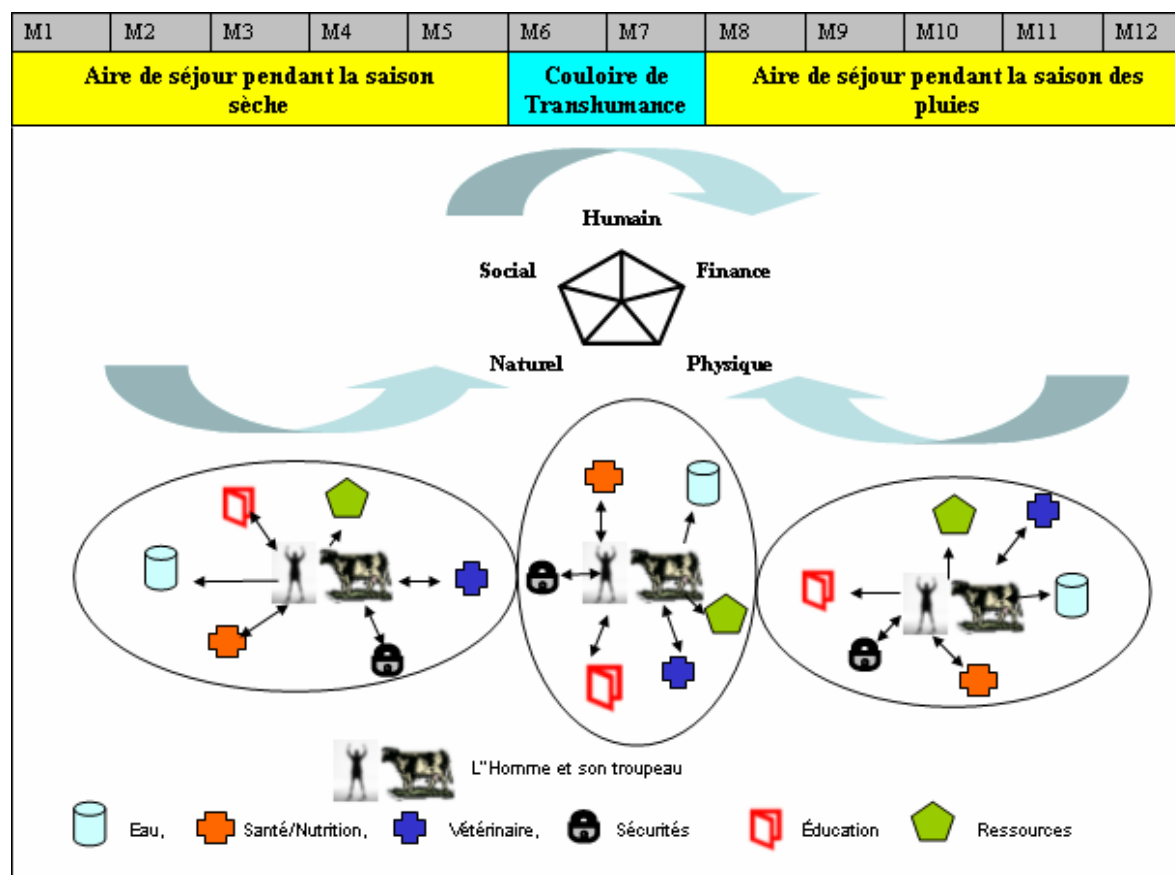 M1 M2 M3 M4 M5 M6 M7 M8 M9 M10 M11 M12
Aire de séjour pendant la saison
sèche
Couloire de
Transhumance
Aire de séjour pendant la saison des
pluies
Humain
Social
Finance
Naturel
Physique
L"Homme et son troupeau
Eau,
Santé/Nutrition,
Vétérinaire,
Sécurités
Éducation
Ressources